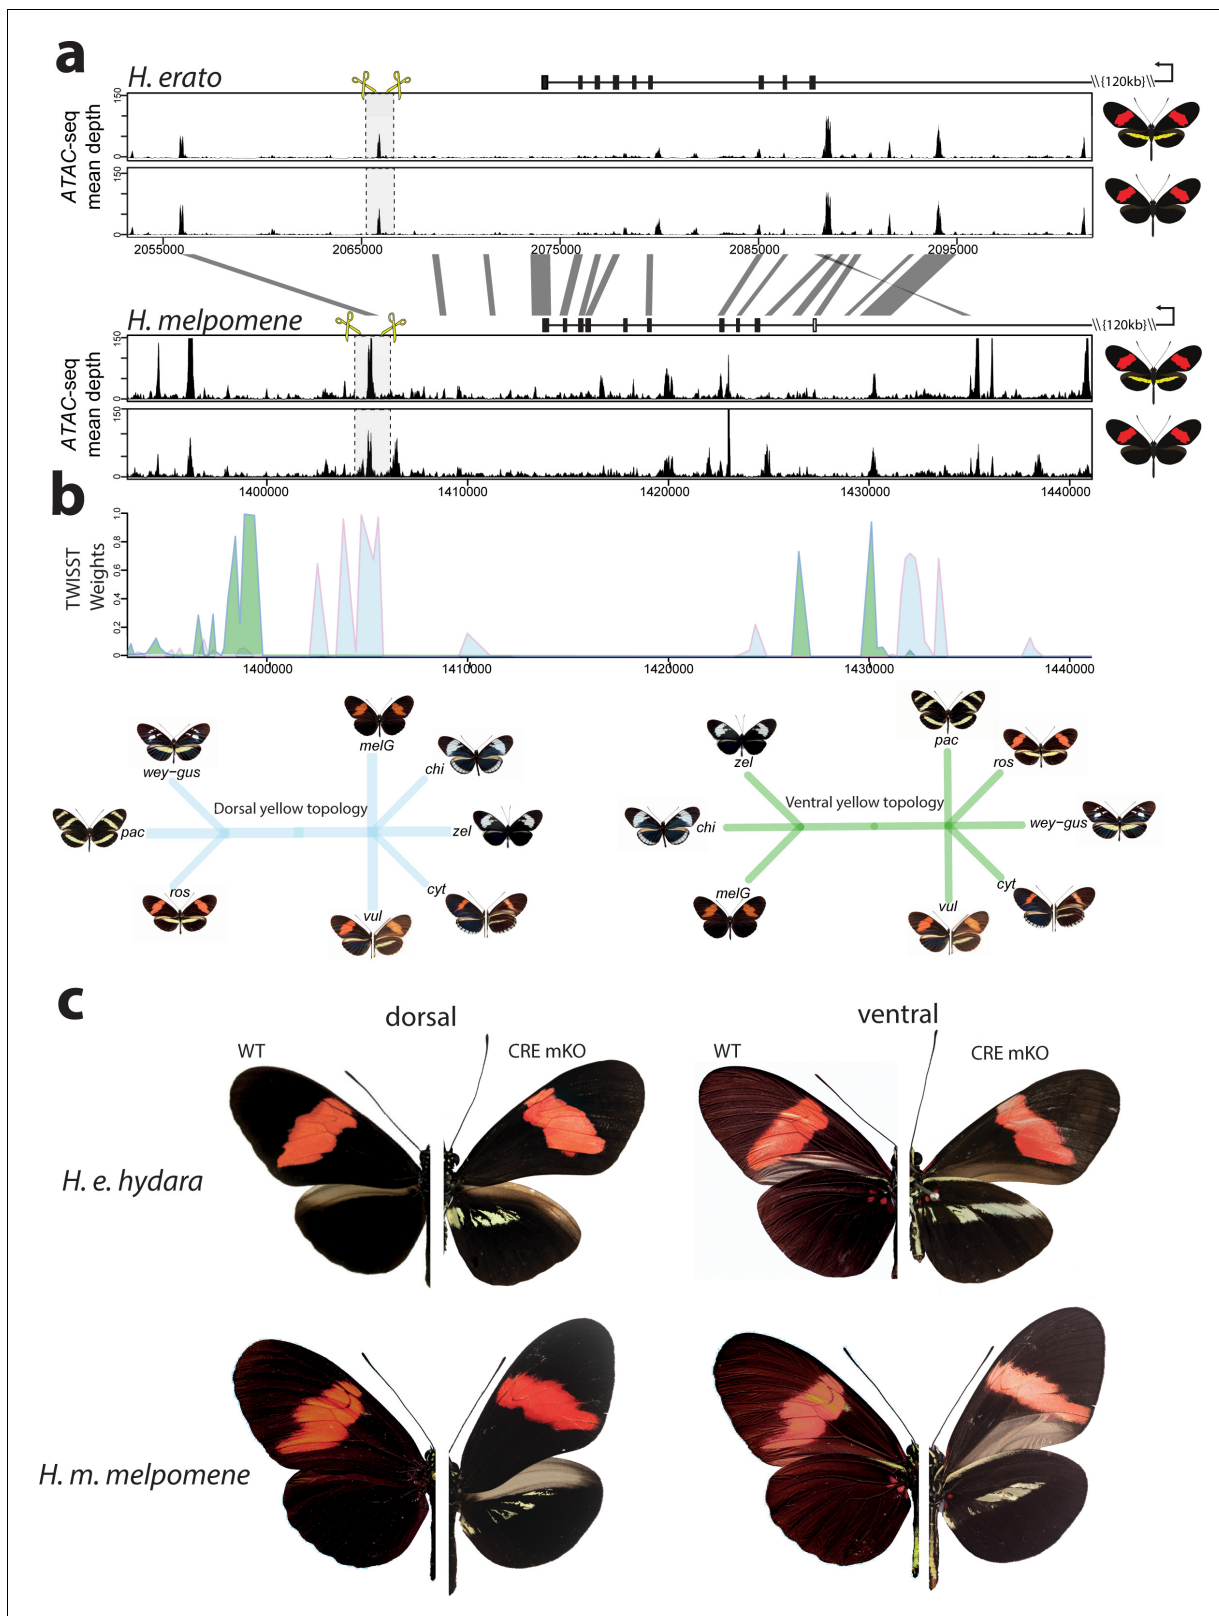 a
H. erato
\\{120kb}\\
ATAC-seq
mean depth
150
0
150
0
2055000 2065000 2075000 2085000 2095000
H. melpomene
\\{120kb}\\
ATAC-seq
mean depth
150
0
150
0
1400000 1410000 1420000 1430000 1440000
b
TWISST
Weights
1.0
0.8
0.6
0.4
0.2
0
1400000 1410000 1420000 1430000 1440000
wey-gus
melG
chi
Dorsal yellow topology
pac
zel
ros
vul
cyt
zel
pac
ros
Ventral yellow topology
chi
wey-gus
melG
vul
cyt
c
dorsal
ventral
WT
CRE mKO
WT
CRE mKO
H. e. hydara
H. m. melpomene